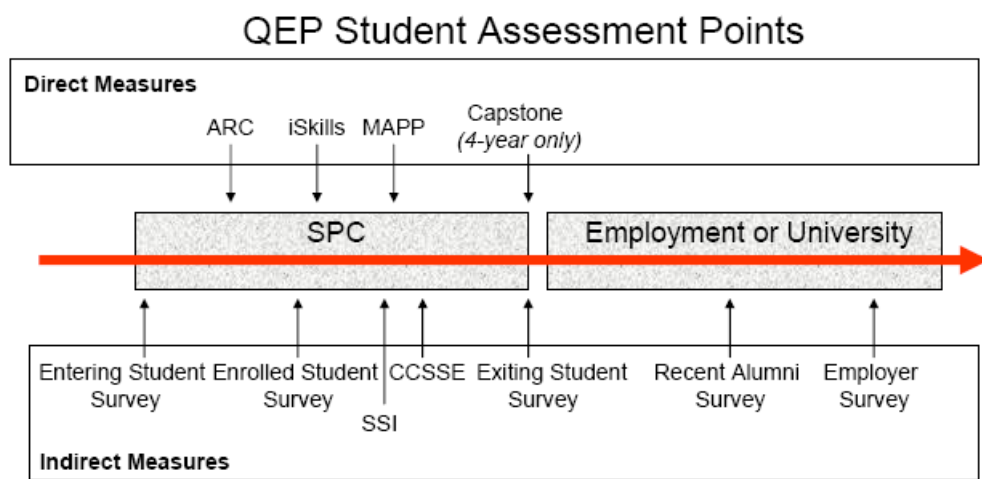 QEP Student Assessment Points
Direct Measures
ARC
iSkills
MAPP
Capstone
(4-year only)
SPC
Employment or University
Entering Student
Survey
Enrolled Student
Survey
SSI
CCSSE
Exiting Student
Survey
Recent Alumni
Survey
Employer
Survey
Indirect Measures